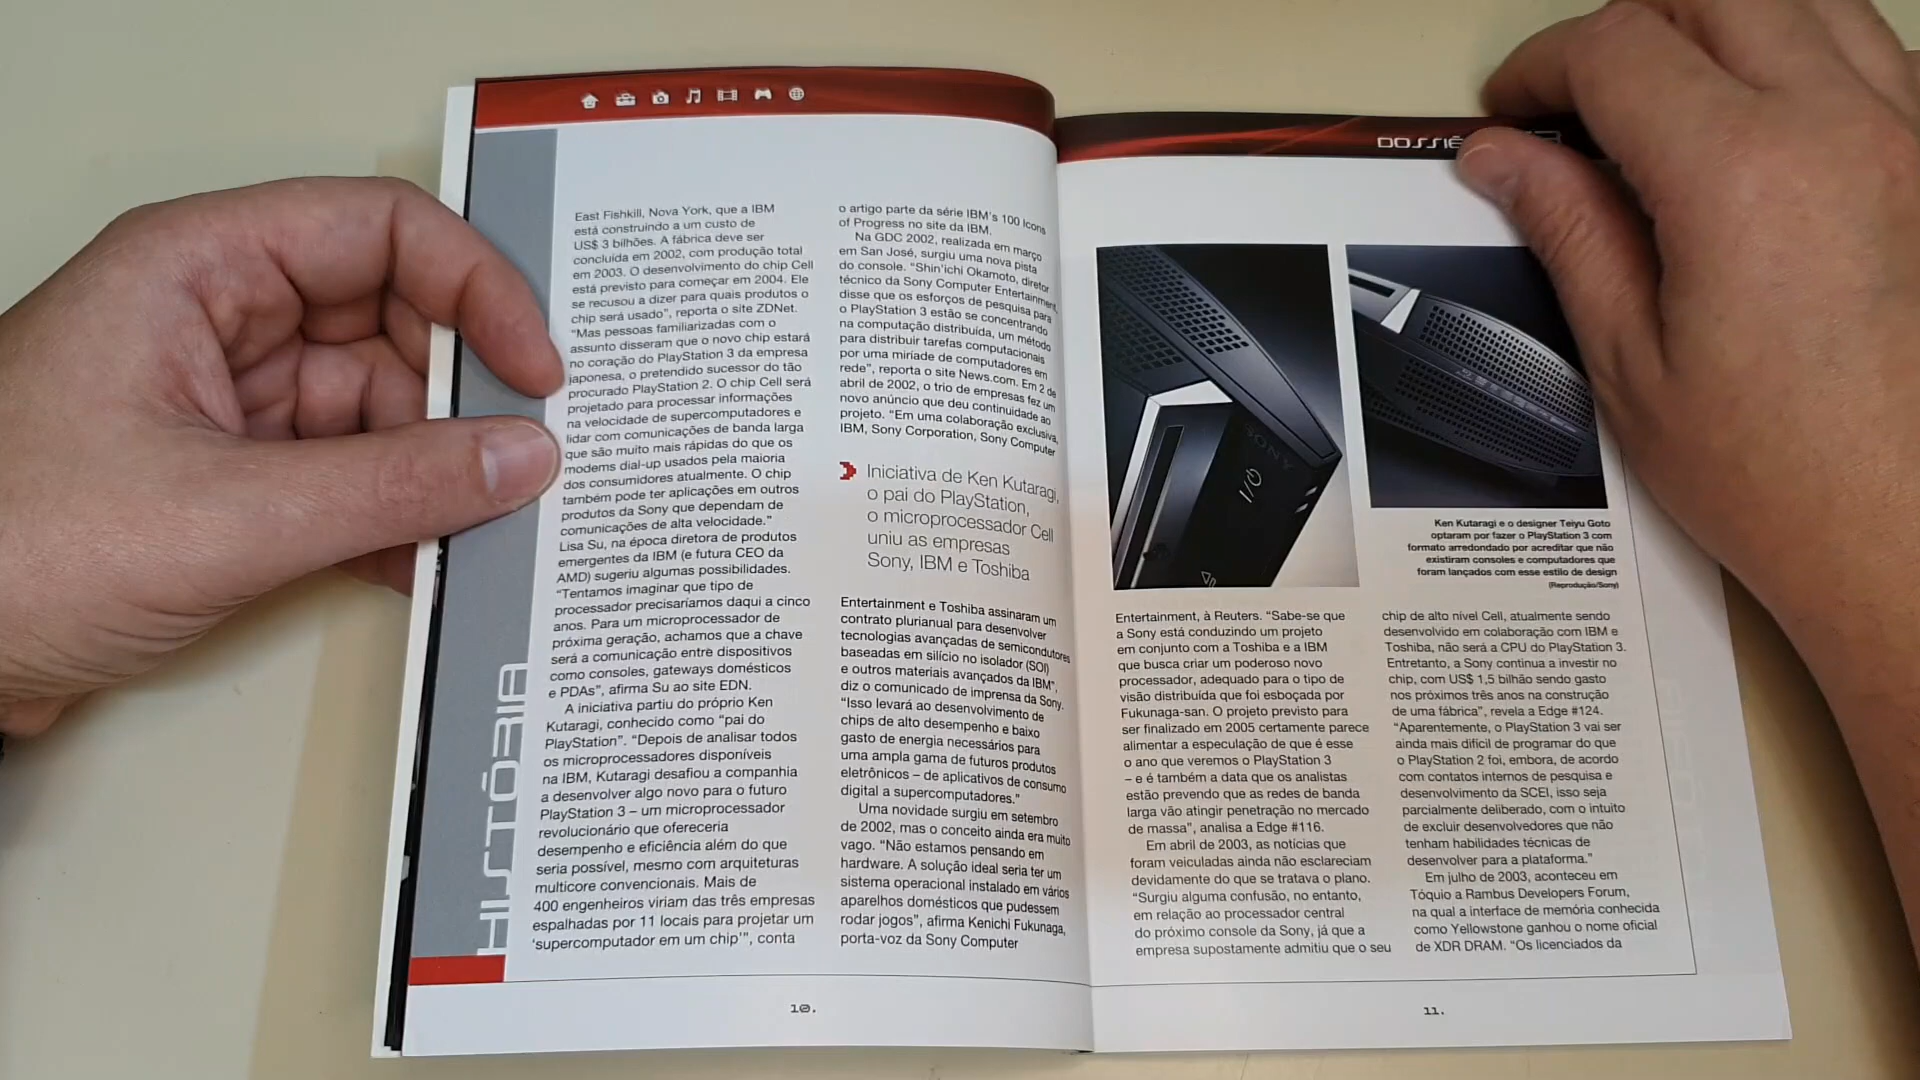 HISTÓRIA
East Fishkill, Nova York, que a IBM
está construindo a um custo de
US$ 3 bilhões. A fábrica deve ser
concluída em 2002, com produção total
em 2003. O desenvolvimento do chip Cell
está previsto para começar em 2004. Ele
se recusou a dizer para quais produtos o
chip será usado”, reporta o site ZDNet.
“Mas pessoas familiarizadas com o
assunto disseram que o novo chip estará
no coração do PlayStation 3 da empresa
japonesa, o pretendido sucessor do tão
procurado PlayStation 2. O chip Cell será
projetado para processar informações
na velocidade de supercomputadores e
lidar com comunicações de banda larga
que são muito mais rápidas do que os
modems dial-up usados pela maioria
dos consumidores atualmente. O chip
também pode ter aplicações em outros
produtos da Sony que dependam de
comunicações de alta velocidade.”
Lisa Su, na época diretora de produtos
emergentes da IBM (e futura CEO da
AMD) sugeriu algumas possibilidades.
“Tentamos imaginar que tipo de
processador precisaríamos daqui a cinco
anos. Para um microprocessador de
próxima geração, achamos que a chave
será a comunicação entre dispositivos
como consoles, gateways domésticos
e PDAs”, afirma Su ao site EDN.
A iniciativa partiu do próprio Ken
Kutaragi, conhecido como “pai do
PlayStation”. “Depois de analisar todos
os microprocessadores disponíveis
na IBM, Kutaragi desafiou a companhia
a desenvolver algo novo para o futuro
PlayStation 3 – um microprocessador
revolucionário que ofereceria
desempenho e eficiência além do que
seria possível, mesmo com arquiteturas
multicore convencionais. Mais de
400 engenheiros viriam das três empresas
espalhadas por 11 locais para projetar um
‘supercomputador em um chip’”, conta
o artigo parte da série IBM's 100 Icons
of Progress no site da IBM.
Na GDC 2002, realizada em março
em San José, surgiu uma nova pista
do console. “Shin'ichi Okamoto, diretor
técnico da Sony Computer Entertainment,
disse que os esforços de pesquisa para
o PlayStation 3 estão se concentrando
na computação distribuída, um método
para distribuir tarefas computacionais
por uma miríade de computadores em
rede”, reporta o site News.com. Em 2 de
abril de 2002, o trio de empresas fez um
novo anúncio que deu continuidade ao
projeto. “Em uma colaboração exclusiva,
IBM, Sony Corporation, Sony Computer
Iniciativa de Ken Kutaragi,
o pai do PlayStation,
o microprocessador Cell
uniu as empresas
Sony, IBM e Toshiba
Entertainment e Toshiba assinaram um
contrato plurianual para desenvolver
tecnologias avançadas de semicondutores
baseadas em silício no isolador (SOI)
e outros materiais avançados da IBM”,
diz o comunicado de imprensa da Sony.
“Isso levará ao desenvolvimento de
chips de alto desempenho e baixo
gasto de energia necessários para
uma ampla gama de futuros produtos
eletrônicos – de aplicativos de consumo
digital a supercomputadores.”
Uma novidade surgiu em setembro
de 2002, mas o conceito ainda era muito
vago. “Não estamos pensando em
hardware. A solução ideal seria ter um
sistema operacional instalado em vários
aparelhos domésticos que pudessem
rodar jogos”, afirma Kenichi Fukunaga,
porta-voz da Sony Computer
10.
SONY
Ken Kutaragi e o designer Teiyu Goto
optaram por fazer o PlayStation 3 com
formato arredondado por acreditar que não
existiram consoles e computadores que
foram lançados com esse estilo de design
(Reprodução/Sony)
Entertainment, à Reuters. “Sabe-se que
a Sony está conduzindo um projeto
em conjunto com a Toshiba e a IBM
que busca criar um poderoso novo
processador, adequado para o tipo de
visão distribuída que foi esboçada por
Fukunaga-san. O projeto previsto para
ser finalizado em 2005 certamente parece
alimentar a especulação de que é esse
o ano que veremos o PlayStation 3
– e é também a data que os analistas
estão prevendo que as redes de banda
larga vão atingir penetração no mercado
de massa”, analisa a Edge #116.
Em abril de 2003, as notícias que
foram veiculadas ainda não esclareciam
devidamente do que se tratava o plano.
“Surgiu alguma confusão, no entanto,
em relação ao processador central
do próximo console da Sony, já que a
empresa supostamente admitiu que o seu
chip de alto nível Cell, atualmente sendo
desenvolvido em colaboração com IBM e
Toshiba, não será a CPU do PlayStation 3.
Entretanto, a Sony continua a investir no
chip, com US$ 1,5 bilhão sendo gasto
nos próximos três anos na construção
de uma fábrica”, revela a Edge #124.
“Aparentemente, o PlayStation 3 vai ser
ainda mais difícil de programar do que
o PlayStation 2 foi, embora, de acordo
com contatos internos de pesquisa e
desenvolvimento da SCEI, isso seja
parcialmente deliberado, com o intuito
de excluir desenvolvedores que não
tenham habilidades técnicas de
desenvolver para a plataforma.”
Em julho de 2003, aconteceu em
Tóquio a Rambus Developers Forum,
na qual a interface de memória conhecida
como Yellowstone ganhou o nome oficial
de XDR DRAM. “Os licenciados da
11.